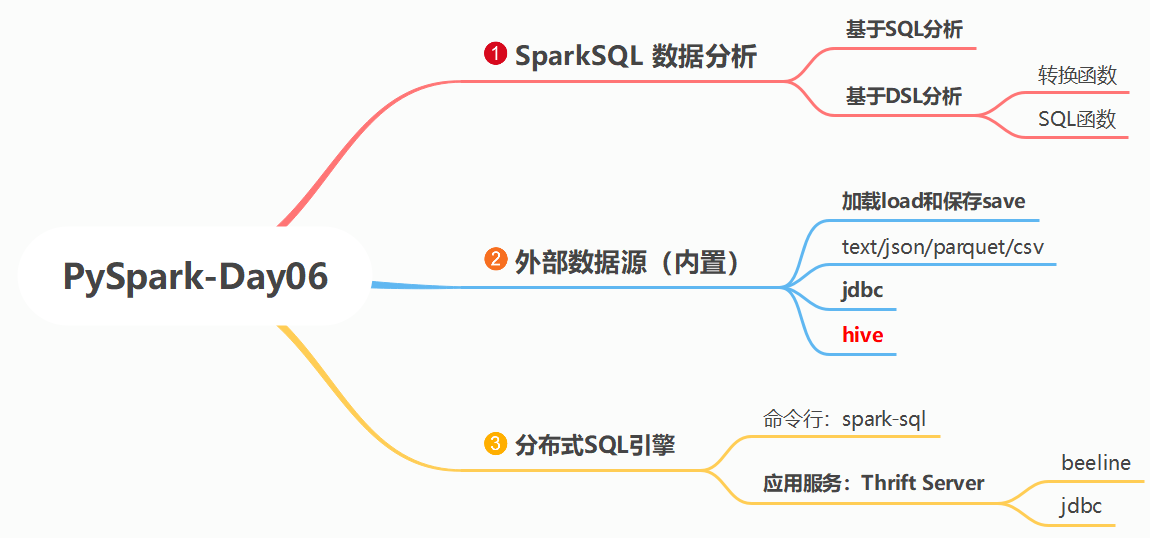 PySpark-Day06
1 SparkSQL 数据分析
基于SQL分析
基于DSL分析
转换函数
SQL函数
2 外部数据源（内置）
加载load和保存save
text/json/parquet/csv
jdbc
hive
3 分布式SQL引擎
命令行：spark-sql
应用服务：Thrift Server
beeline
jdbc